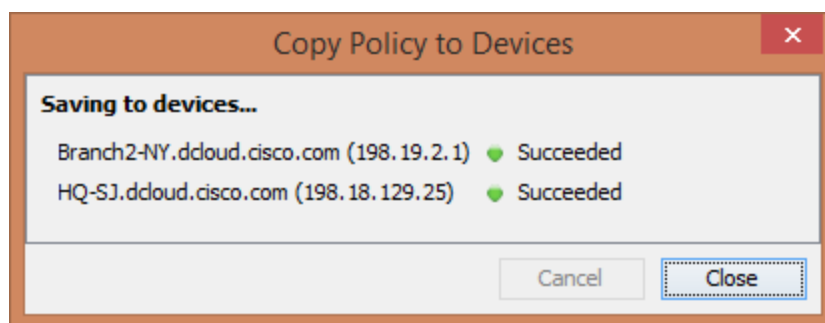 Copy Policy to Devices
Saving to devices...
Branch2-NY.dcloud.cisco.com (198.19.2.1) Succeeded
HQ-SJ.dcloud.cisco.com (198.18.129.25) Succeeded
Cancel Close